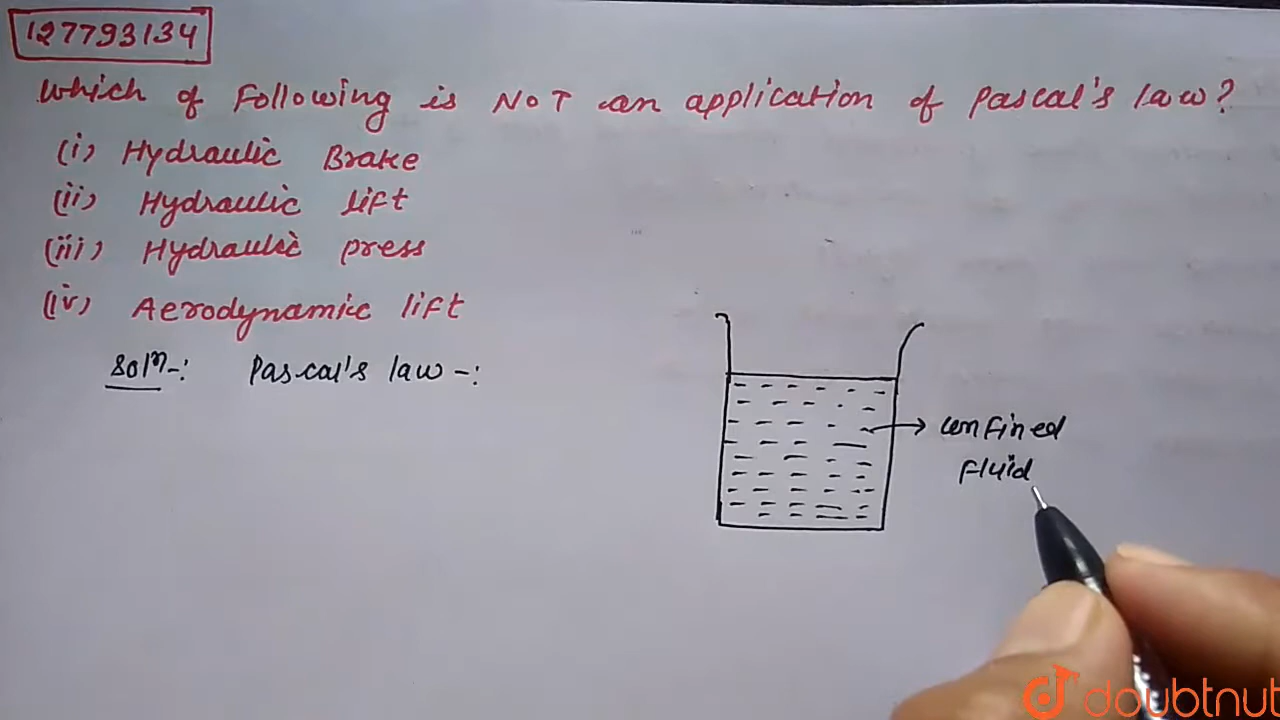 127793134
Which of Following is NOT an application of Pascal's law?
(i) Hydraulic Brake
(ii) Hydraulic Lift
(iii) Hydraulic press
(iv) Aerodynamic lift
Solⁿ-: Pascal's law -:
confined
Fluid
doubtnut